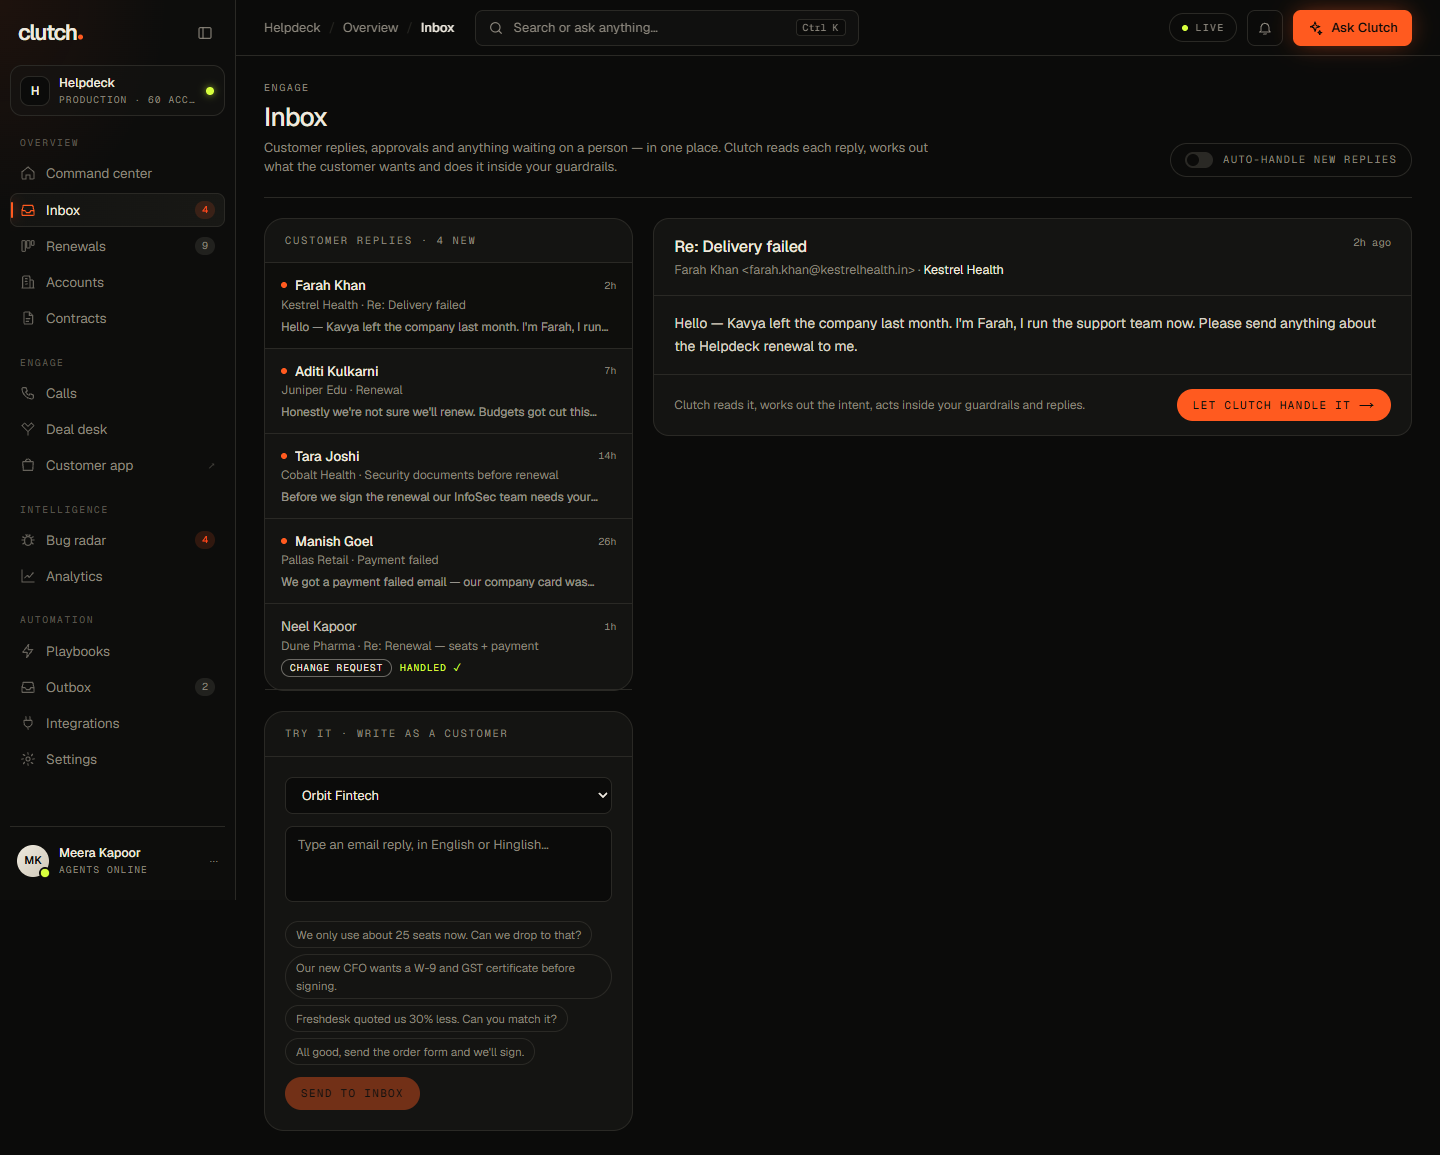 clutch.
H
Helpdeck
PRODUCTION · 60 ACC…
OVERVIEW
Command center
Inbox 4
Renewals 9
Accounts
Contracts
ENGAGE
Calls
Deal desk
Customer app
INTELLIGENCE
Bug radar 4
Analytics
AUTOMATION
Playbooks
Outbox 2
Integrations
Settings
MK
Meera Kapoor
AGENTS ONLINE
...
Helpdeck / Overview / Inbox
Search or ask anything…
Ctrl K
LIVE
Ask Clutch
ENGAGE
Inbox
Customer replies, approvals and anything waiting on a person — in one place. Clutch reads each reply, works out
what the customer wants and does it inside your guardrails.
AUTO-HANDLE NEW REPLIES
CUSTOMER REPLIES · 4 NEW
Farah Khan 2h
Kestrel Health · Re: Delivery failed
Hello — Kavya left the company last month. I'm Farah, I run…
Aditi Kulkarni 7h
Juniper Edu · Renewal
Honestly we're not sure we'll renew. Budgets got cut this…
Tara Joshi 14h
Cobalt Health · Security documents before renewal
Before we sign the renewal our InfoSec team needs your…
Manish Goel 26h
Pallas Retail · Payment failed
We got a payment failed email — our company card was…
Neel Kapoor 1h
Dune Pharma · Re: Renewal — seats + payment
CHANGE REQUEST HANDLED ✓
TRY IT · WRITE AS A CUSTOMER
Orbit Fintech
Type an email reply, in English or Hinglish…
We only use about 25 seats now. Can we drop to that?
Our new CFO wants a W-9 and GST certificate before
signing.
Freshdesk quoted us 30% less. Can you match it?
All good, send the order form and we'll sign.
SEND TO INBOX
Re: Delivery failed 2h ago
Farah Khan <farah.khan@kestrelhealth.in> · Kestrel Health
Hello — Kavya left the company last month. I'm Farah, I run the support team now. Please send anything about
the Helpdeck renewal to me.
Clutch reads it, works out the intent, acts inside your guardrails and replies.
LET CLUTCH HANDLE IT →